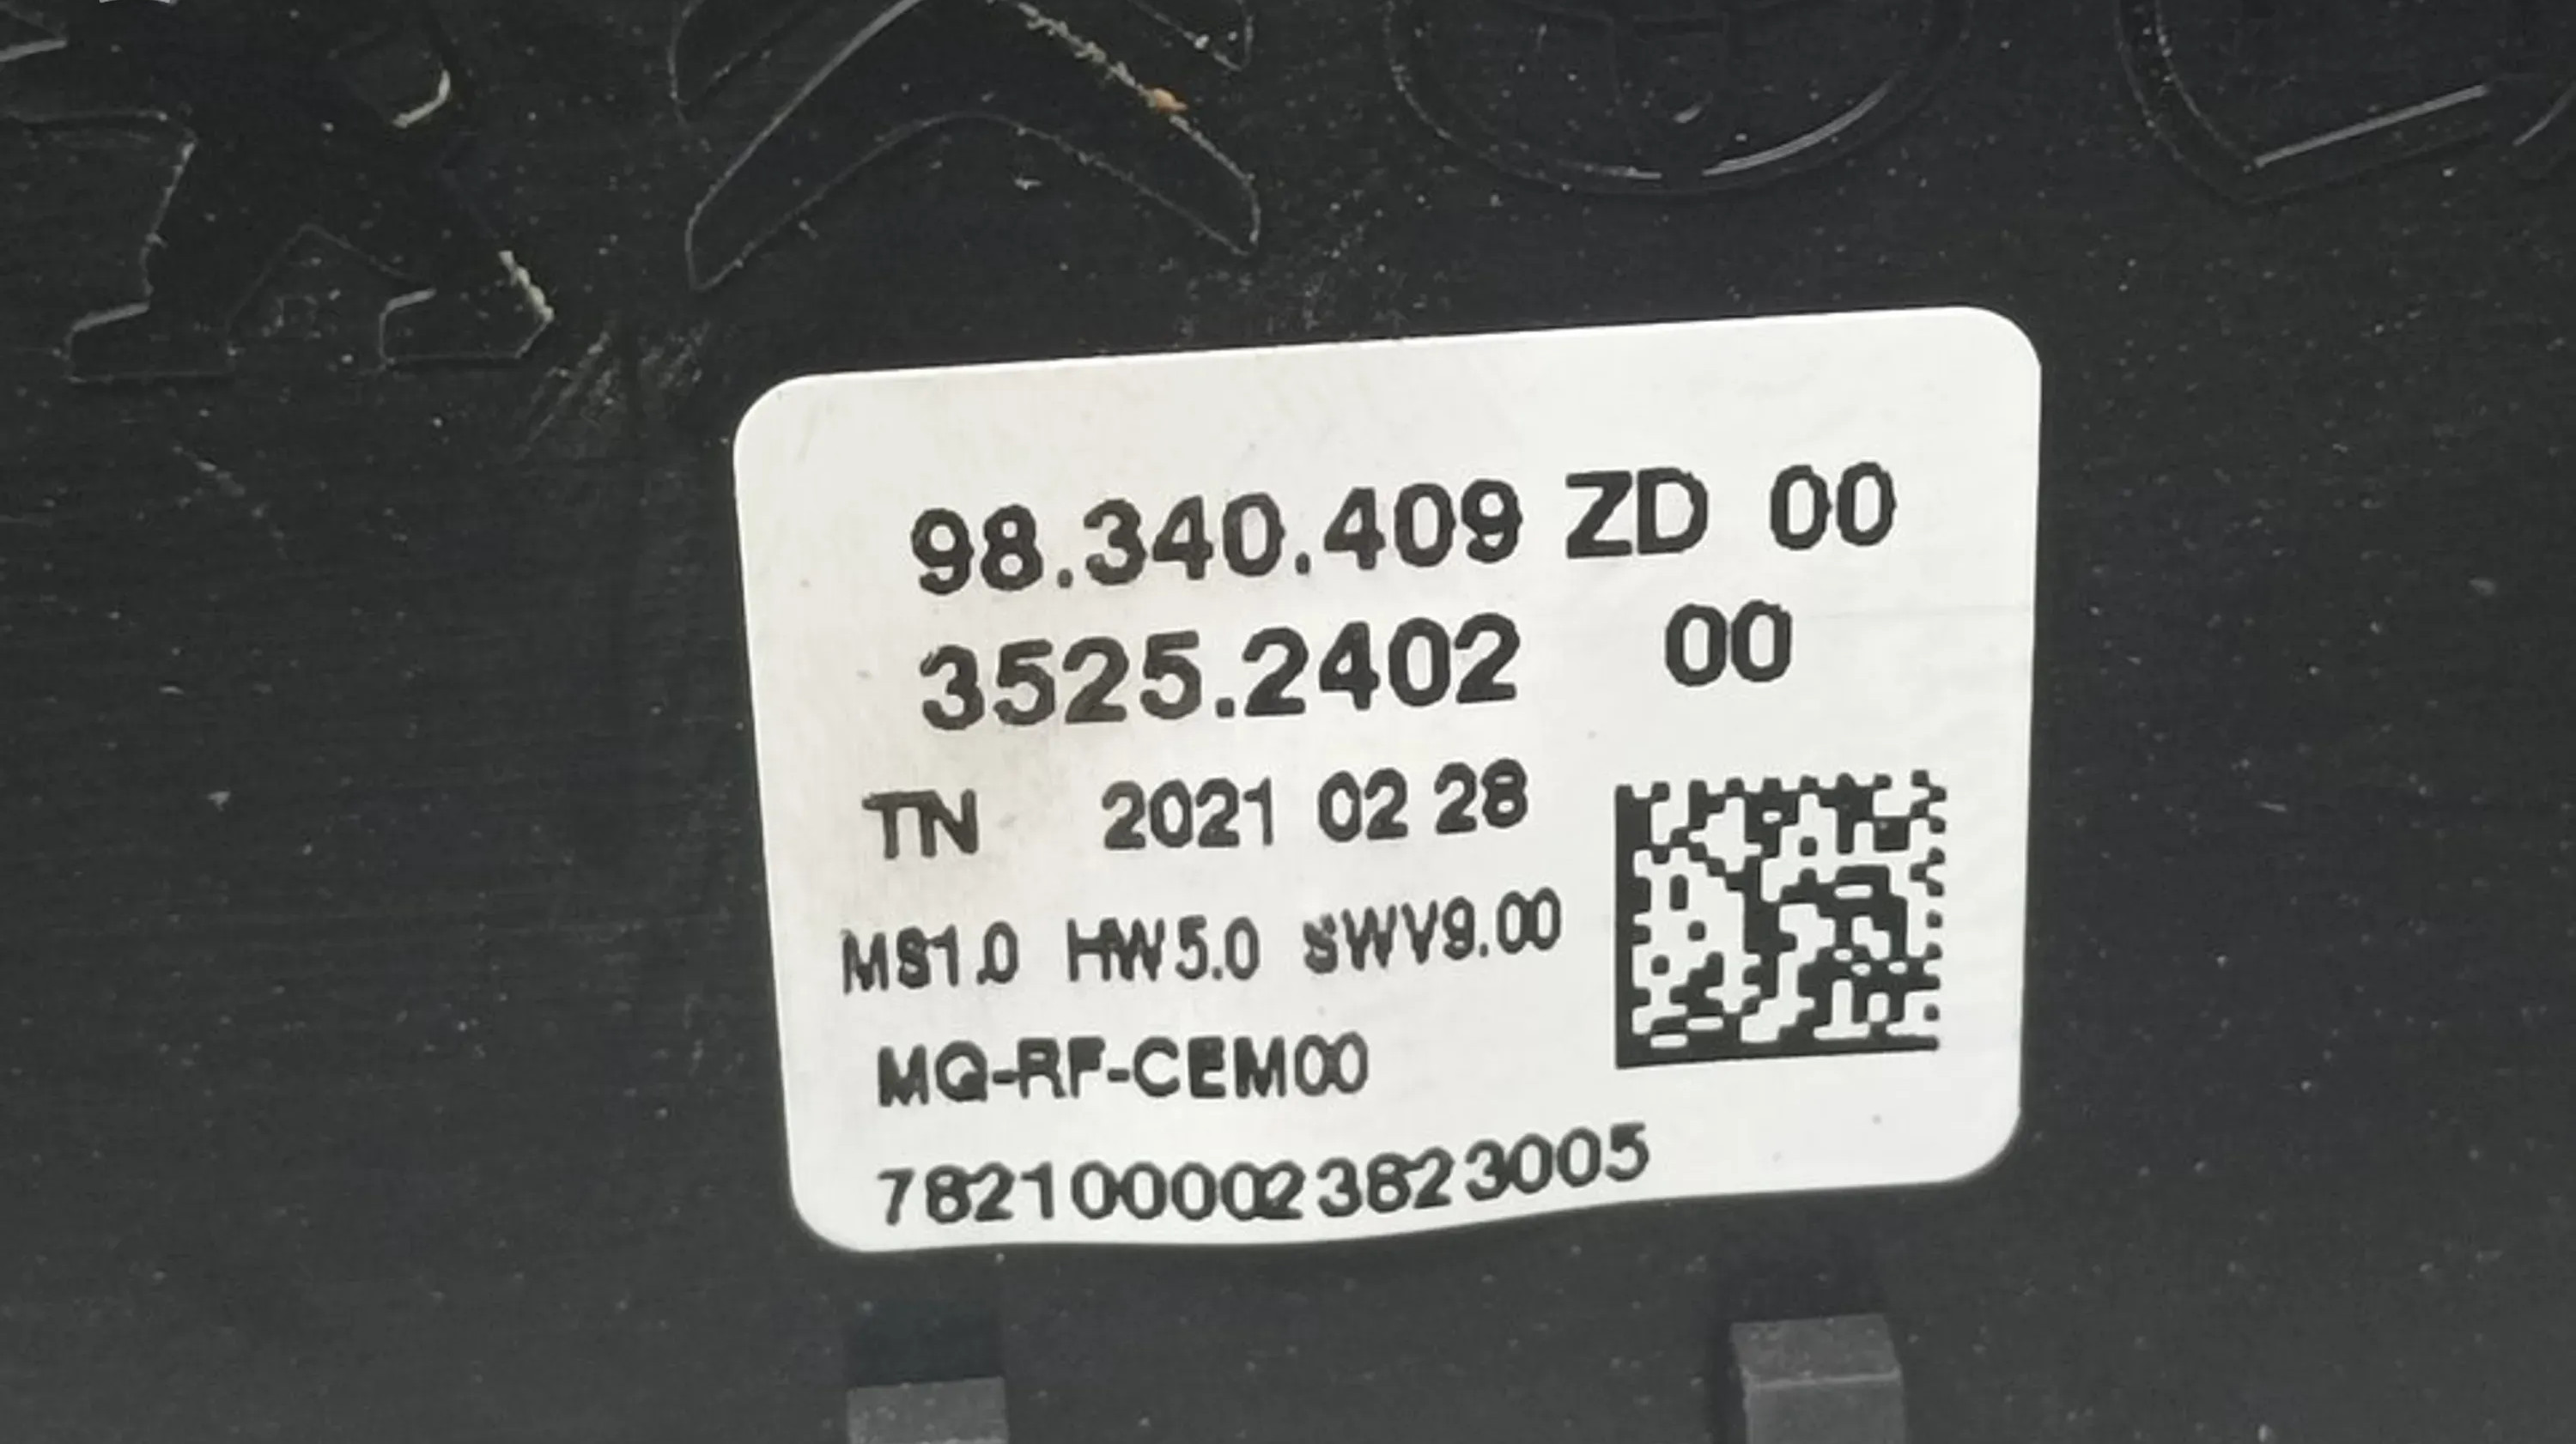 98.340.409 ZD 00
3525.2402 00
TN 2021 02 28
MS1.0 HW5.0 SWV9.00
MQ-RF-CEM00
7821000023823005